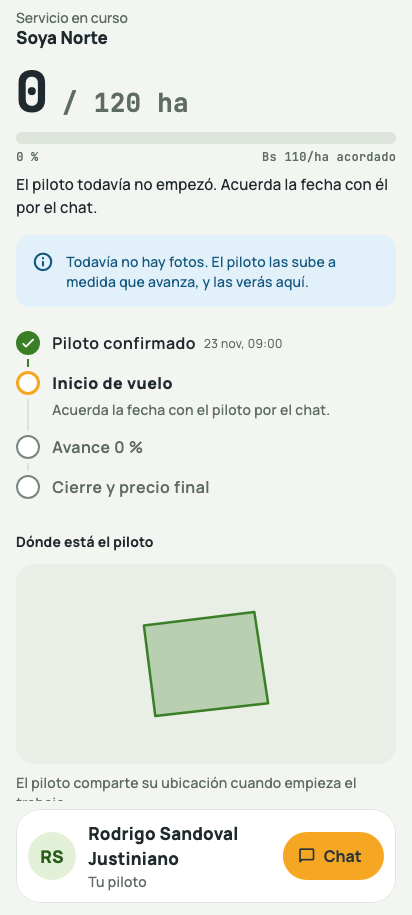 Servicio en curso
Soya Norte
0 / 120 ha
0 %
Bs 110/ha acordado
El piloto todavía no empezó. Acuerda la fecha con él
por el chat.
Todavía no hay fotos. El piloto las sube a
medida que avanza, y las verás aquí.
Piloto confirmado 23 nov, 09:00
Inicio de vuelo
Acuerda la fecha con el piloto por el chat.
Avance 0 %
Cierre y precio final
Dónde está el piloto
El piloto comparte su ubicación cuando empieza el
RS
Rodrigo Sandoval
Justiniano
Tu piloto
Chat